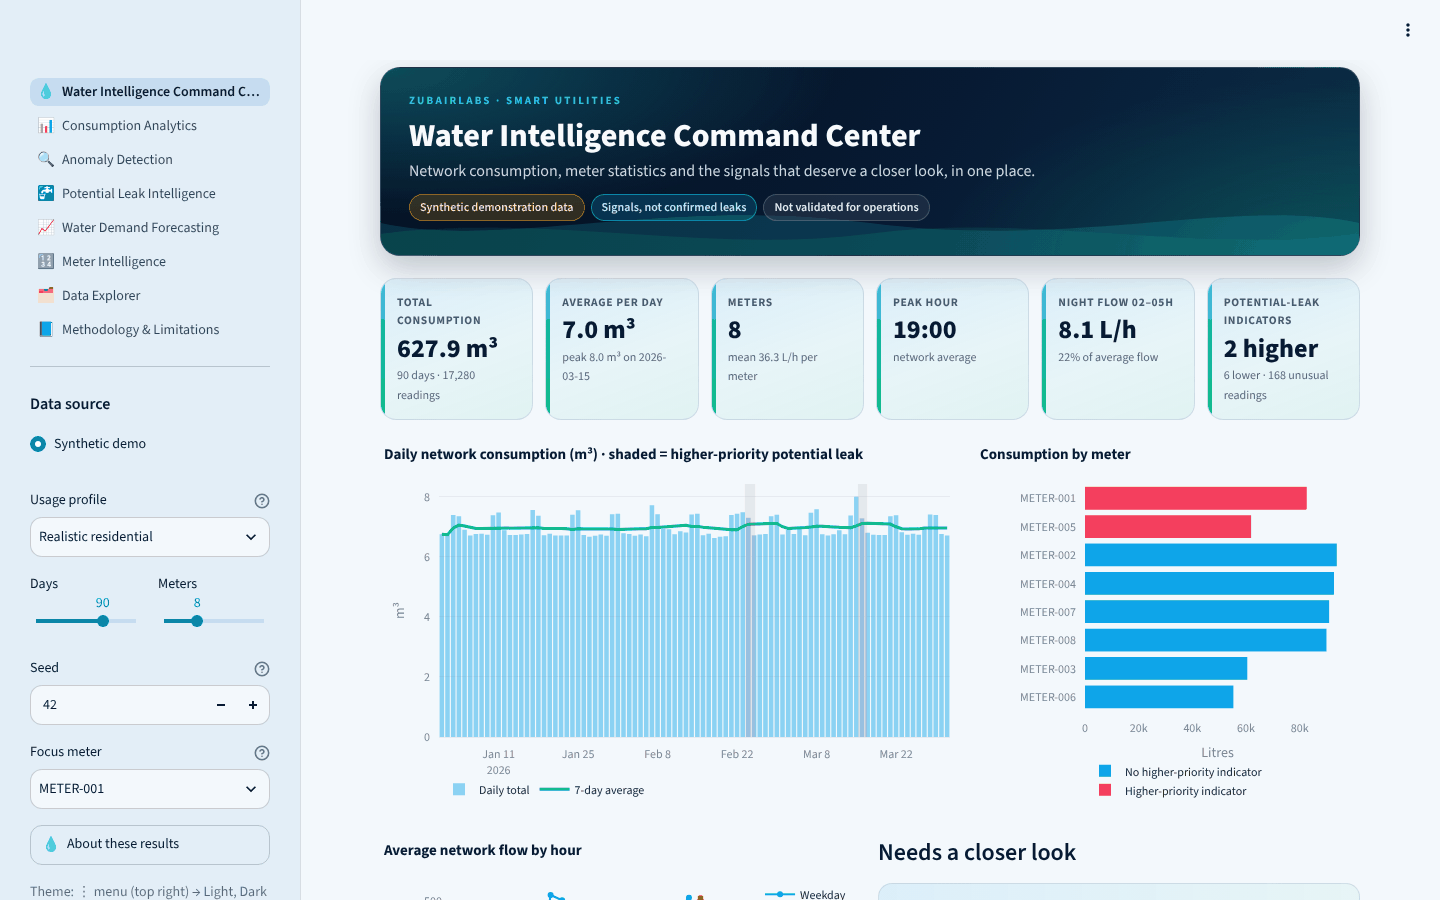 Water Intelligence Command C...
Consumption Analytics
Anomaly Detection
Potential Leak Intelligence
Water Demand Forecasting
Meter Intelligence
Data Explorer
Methodology & Limitations
Data source
Synthetic demo
Usage profile
Realistic residential
Days
Meters
90
8
Seed
42
Focus meter
METER-001
About these results
Theme: ⋮ menu (top right) → Light, Dark
ZUBAIRLABS · SMART UTILITIES
Water Intelligence Command Center
Network consumption, meter statistics and the signals that deserve a closer look, in one place.
Synthetic demonstration data
Signals, not confirmed leaks
Not validated for operations
TOTAL
CONSUMPTION
627.9 m³
90 days · 17,280
readings
AVERAGE PER DAY
7.0 m³
peak 8.0 m³ on 2026-
03-15
METERS
8
mean 36.3 L/h per
meter
PEAK HOUR
19:00
network average
NIGHT FLOW 02–05H
8.1 L/h
22% of average flow
POTENTIAL-LEAK
INDICATORS
2 higher
6 lower · 168 unusual
readings
Daily network consumption (m³) · shaded = higher-priority potential leak
8
6
4
2
0
m³
Jan 11
2026
Jan 25
Feb 8
Feb 22
Mar 8
Mar 22
Daily total
7-day average
Consumption by meter
METER-001
METER-005
METER-002
METER-004
METER-007
METER-008
METER-003
METER-006
0
20k
40k
60k
80k
Litres
No higher-priority indicator
Higher-priority indicator
Average network flow by hour
500
Weekday
Needs a closer look